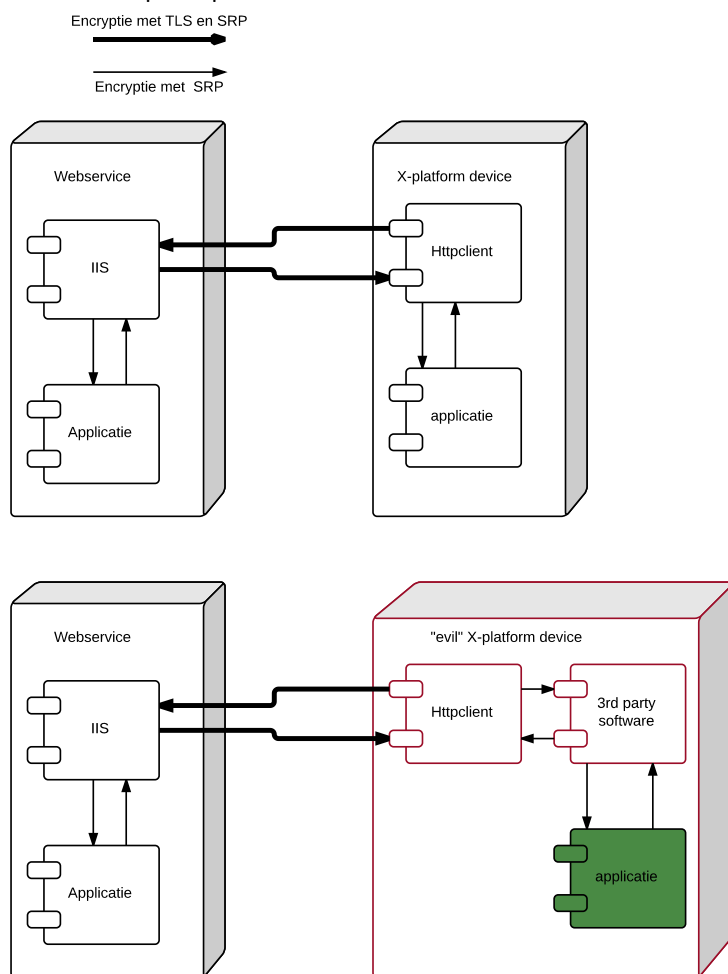 Encryptie met TLS en SRP
Encryptie met SRP
Webservice
X-platform device
IIS
Httpclient
Applicatie
applicatie
Webservice
"evil" X-platform device
IIS
Httpclient
3rd party
software
Applicatie
applicatie